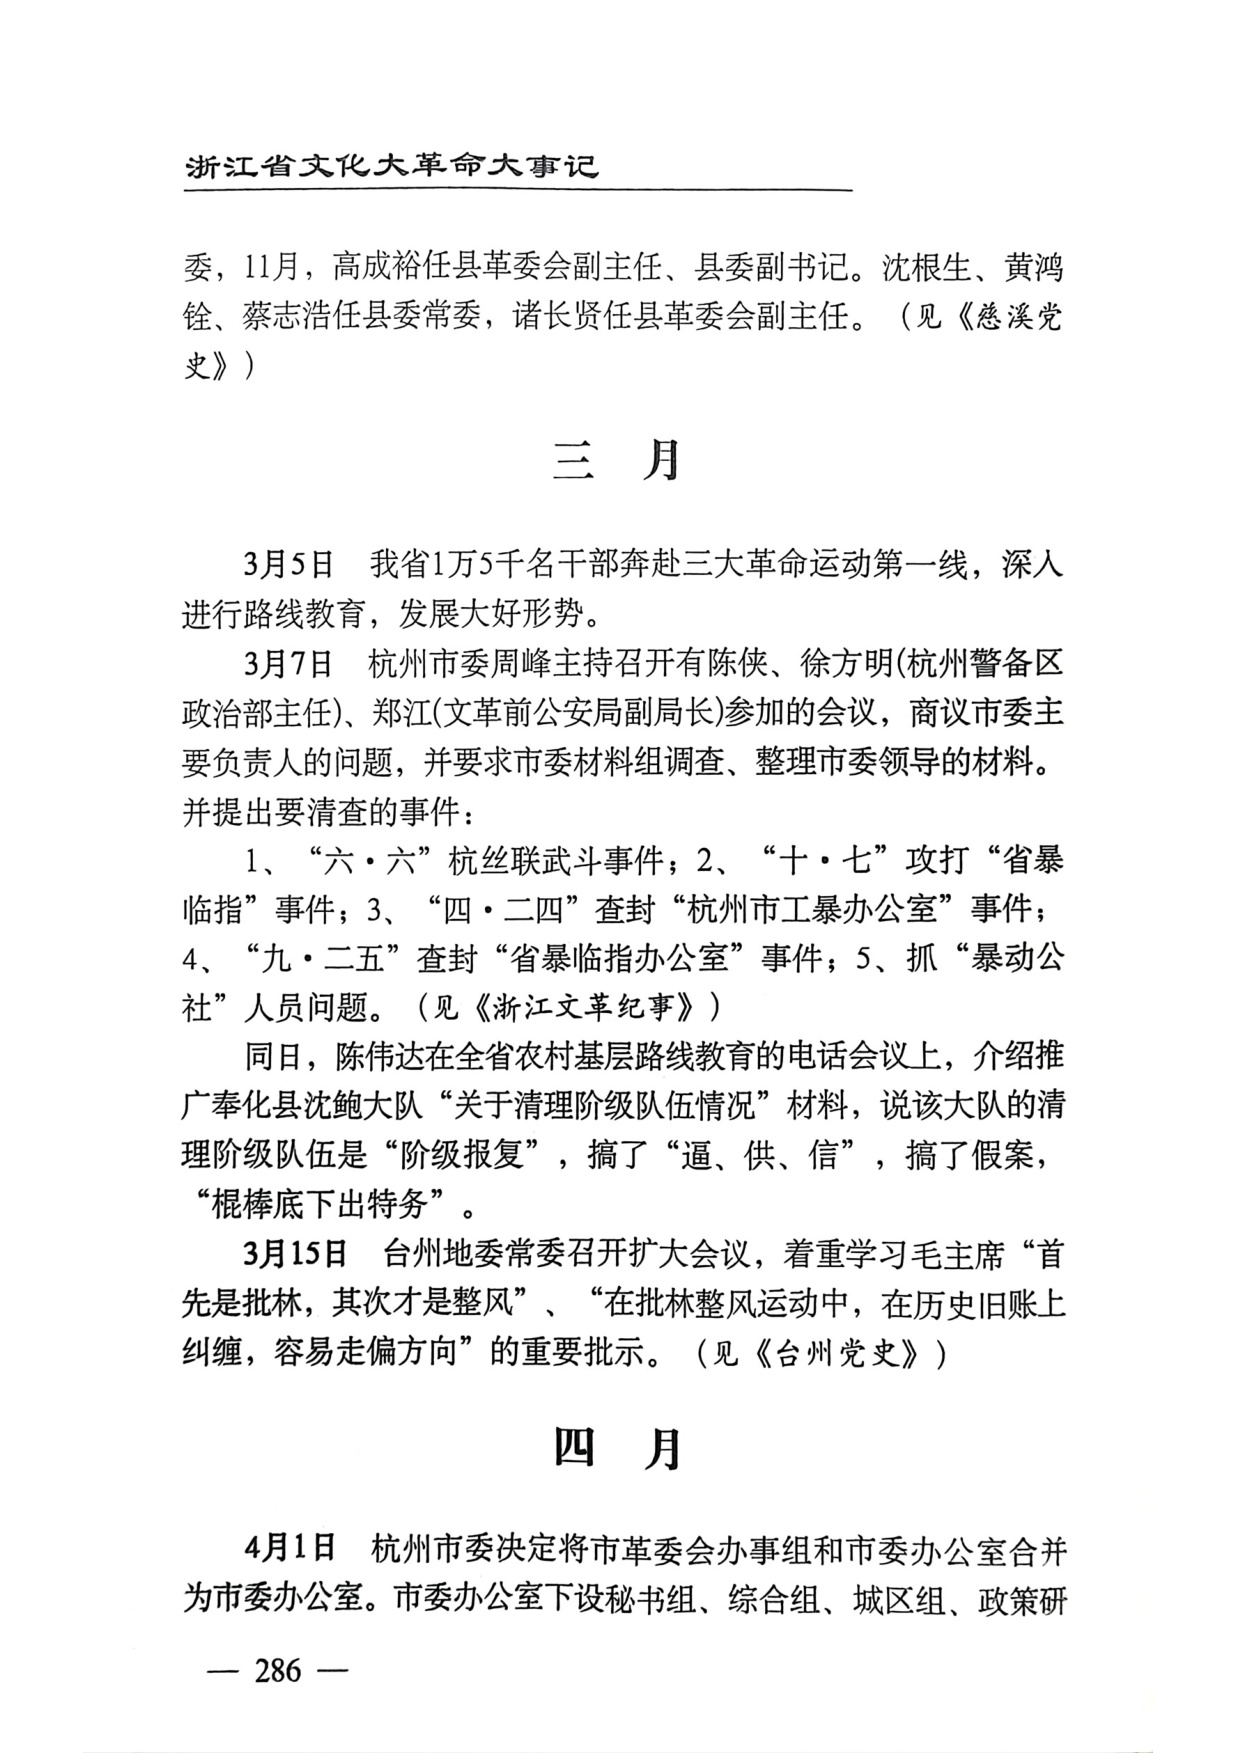 浙江省文化大革命大事记
委，11月，高成裕任县革委会副主任、县委副书记。沈根生、黄鸿
铨、蔡志浩任县委常委，诸长贤任县革委会副主任。（见《慈溪党
史》）
三　月
3月5日　我省1万5千名干部奔赴三大革命运动第一线，深入
进行路线教育，发展大好形势。
3月7日　杭州市委周峰主持召开有陈侠、徐方明(杭州警备区
政治部主任)、郑江(文革前公安局副局长)参加的会议，商议市委主
要负责人的问题，并要求市委材料组调查、整理市委领导的材料。
并提出要清查的事件：
1、“六·六”杭丝联武斗事件；2、“十·七”攻打“省暴
临指”事件；3、“四·二四”查封“杭州市工暴办公室”事件；
4、“九·二五”查封“省暴临指办公室”事件；5、抓“暴动公
社”人员问题。（见《浙江文革纪事》）
同日，陈伟达在全省农村基层路线教育的电话会议上，介绍推
广奉化县沈鲍大队“关于清理阶级队伍情况”材料，说该大队的清
理阶级队伍是“阶级报复”，搞了“逼、供、信”，搞了假案，
“棍棒底下出特务”。
3月15日　台州地委常委召开扩大会议，着重学习毛主席“首
先是批林，其次才是整风”、“在批林整风运动中，在历史旧账上
纠缠，容易走偏方向”的重要批示。（见《台州党史》）
四　月
4月1日　杭州市委决定将市革委会办事组和市委办公室合并
为市委办公室。市委办公室下设秘书组、综合组、城区组、政策研
— 286 —